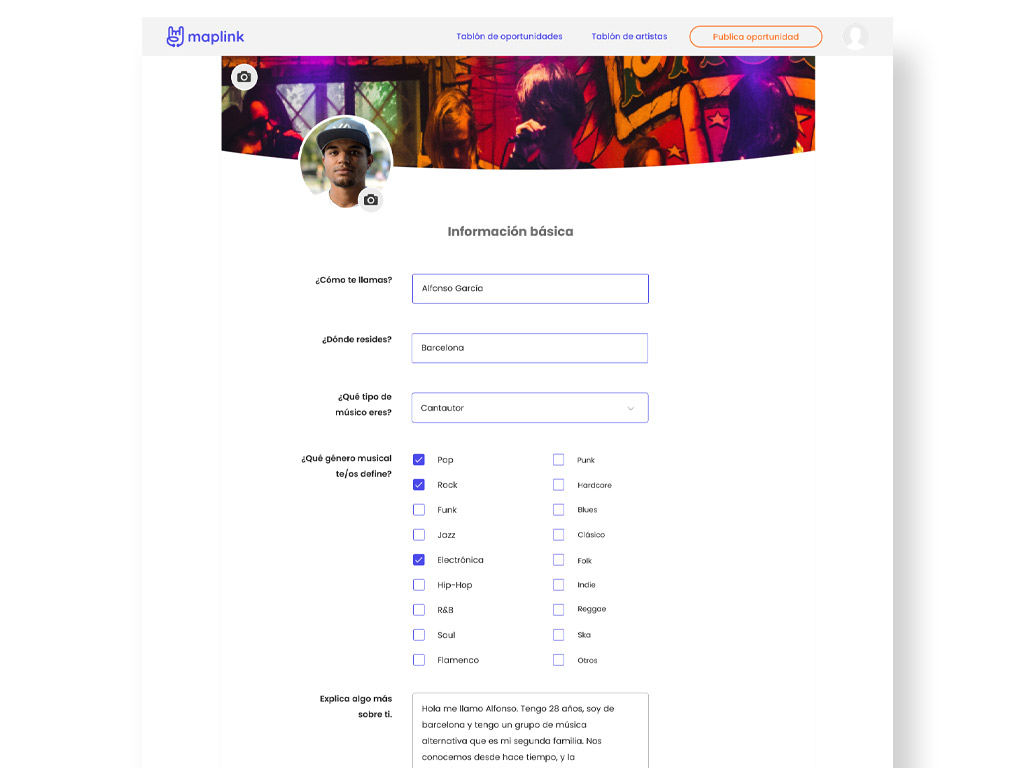 maplink
Tablón de oportunidades
Tablón de artistas
Publica oportunidad
Información básica
¿Cómo te llamas?
Alfonso García
¿Dónde resides?
Barcelona
¿Qué tipo de
músico eres?
Cantautor
¿Qué género musical
te/os define?
Pop
Punk
Rock
Hardcore
Funk
Blues
Jazz
Clásico
Electrónica
Folk
Hip-Hop
Indie
R&B
Reggae
Soul
Ska
Flamenco
Otros
Explica algo más
sobre ti.
Hola me llamo Alfonso. Tengo 28 años, soy de
barcelona y tengo un grupo de música
alternativa que es mi segunda familia. Nos
conocemos desde hace tiempo, y la